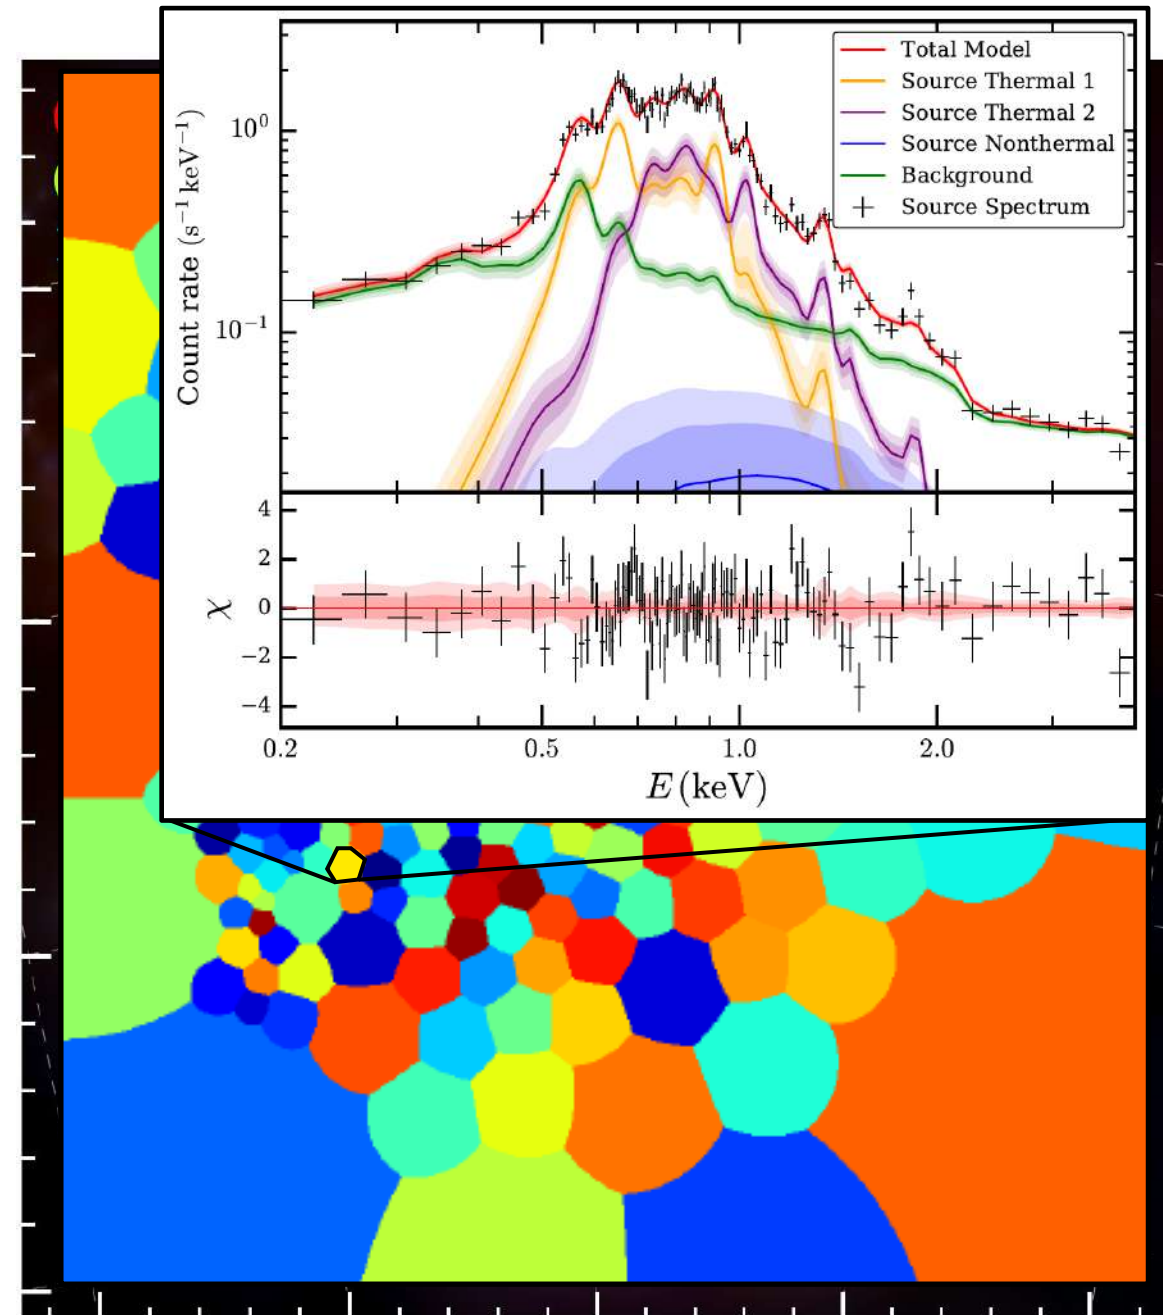 Total Model
Source Thermal 1
Source Thermal 2
Source Nonthermal
Background
Source Spectrum
Count rate (s⁻¹ keV⁻¹)
10⁰
10⁻¹
χ
4
2
0
−2
−4
0.2 0.5 1.0 2.0
E (keV)